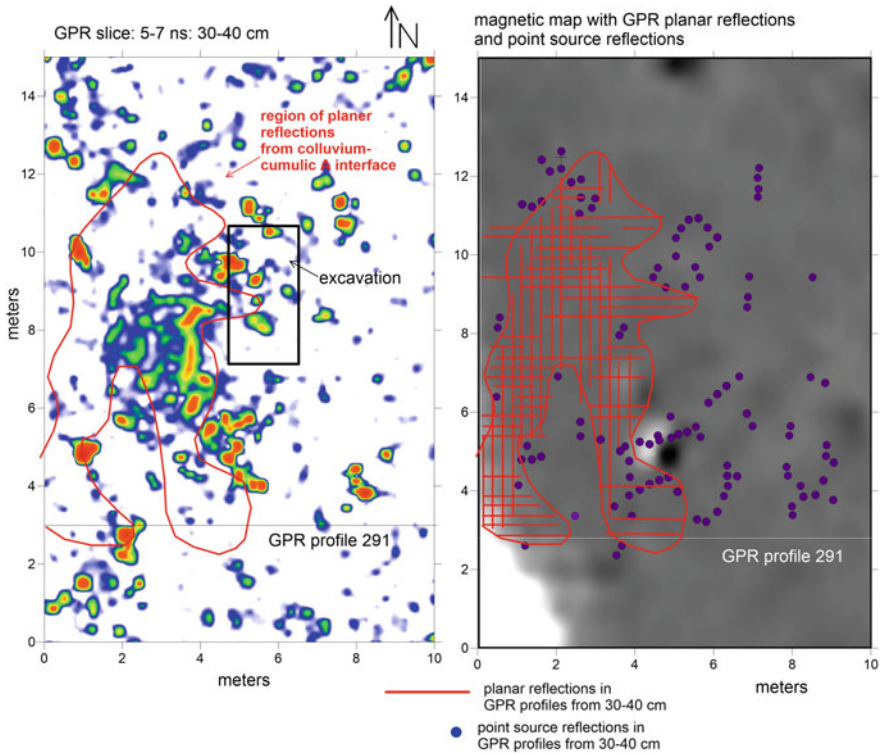 GPR slice: 5-7 ns: 30-40 cm
N
magnetic map with GPR planar reflections
and point source reflections
region of planer
reflections
from colluvium-
cumulic A interface
excavation
GPR profile 291
meters
14
12
10
8
6
4
2
0
0 2 4 6 8 10
meters
GPR profile 291
meters
14
12
10
8
6
4
2
0
0 2 4 6 8 10
meters
planar reflections in
GPR profiles from 30-40 cm
point source reflections in
GPR profiles from 30-40 cm